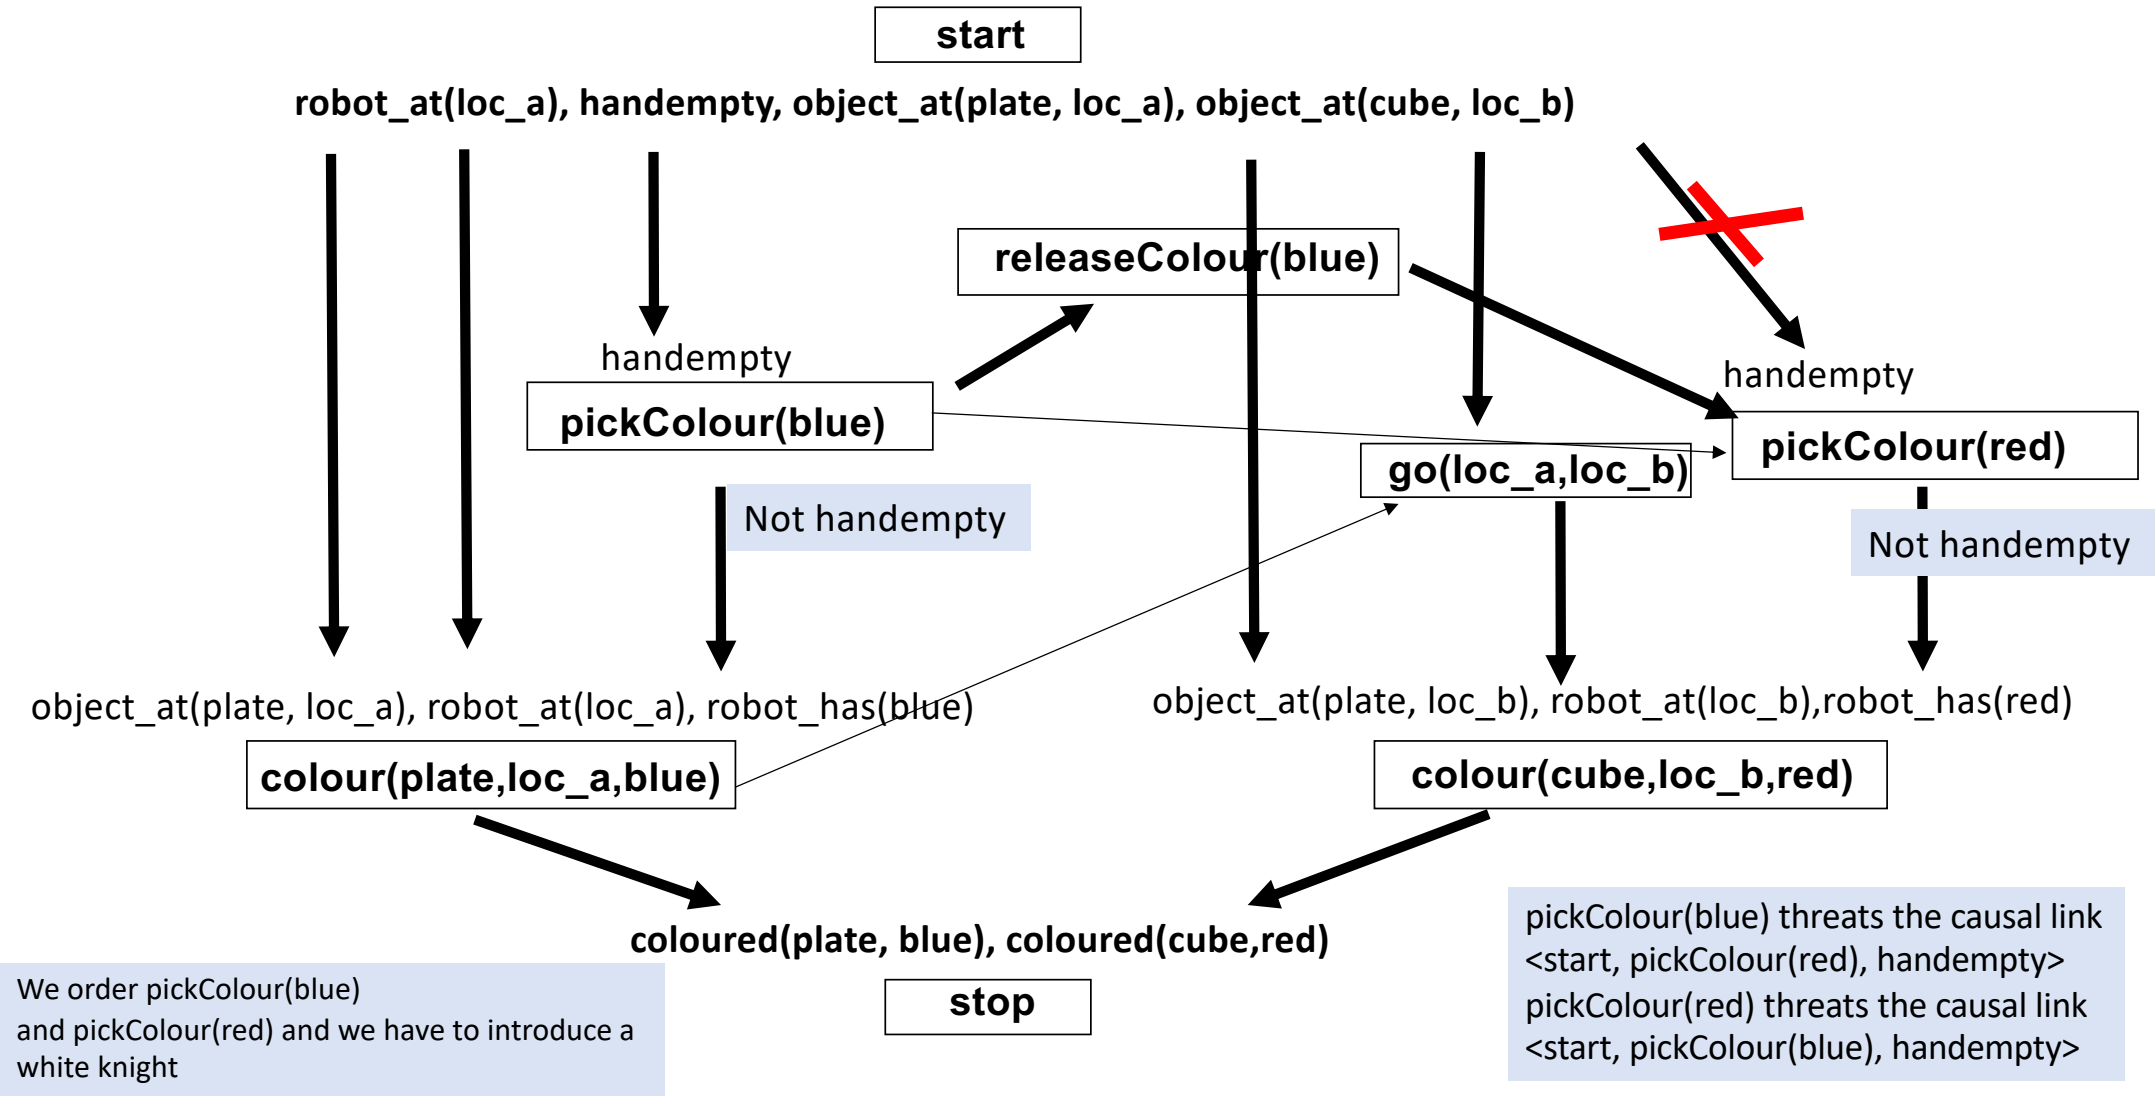 start
robot_at(loc_a), handempty, object_at(plate, loc_a), object_at(cube, loc_b)
releaseColour(blue)
handempty
handempty
pickColour(blue)
pickColour(red)
go(loc_a,loc_b)
Not handempty
Not handempty
object_at(plate, loc_a), robot_at(loc_a), robot_has(blue)
object_at(plate, loc_b), robot_at(loc_b),robot_has(red)
colour(plate,loc_a,blue)
colour(cube,loc_b,red)
coloured(plate, blue), coloured(cube,red)
stop
We order pickColour(blue)
and pickColour(red) and we have to introduce a
white knight
pickColour(blue) threats the causal link
<start, pickColour(red), handempty>
pickColour(red) threats the causal link
<start, pickColour(blue), handempty>